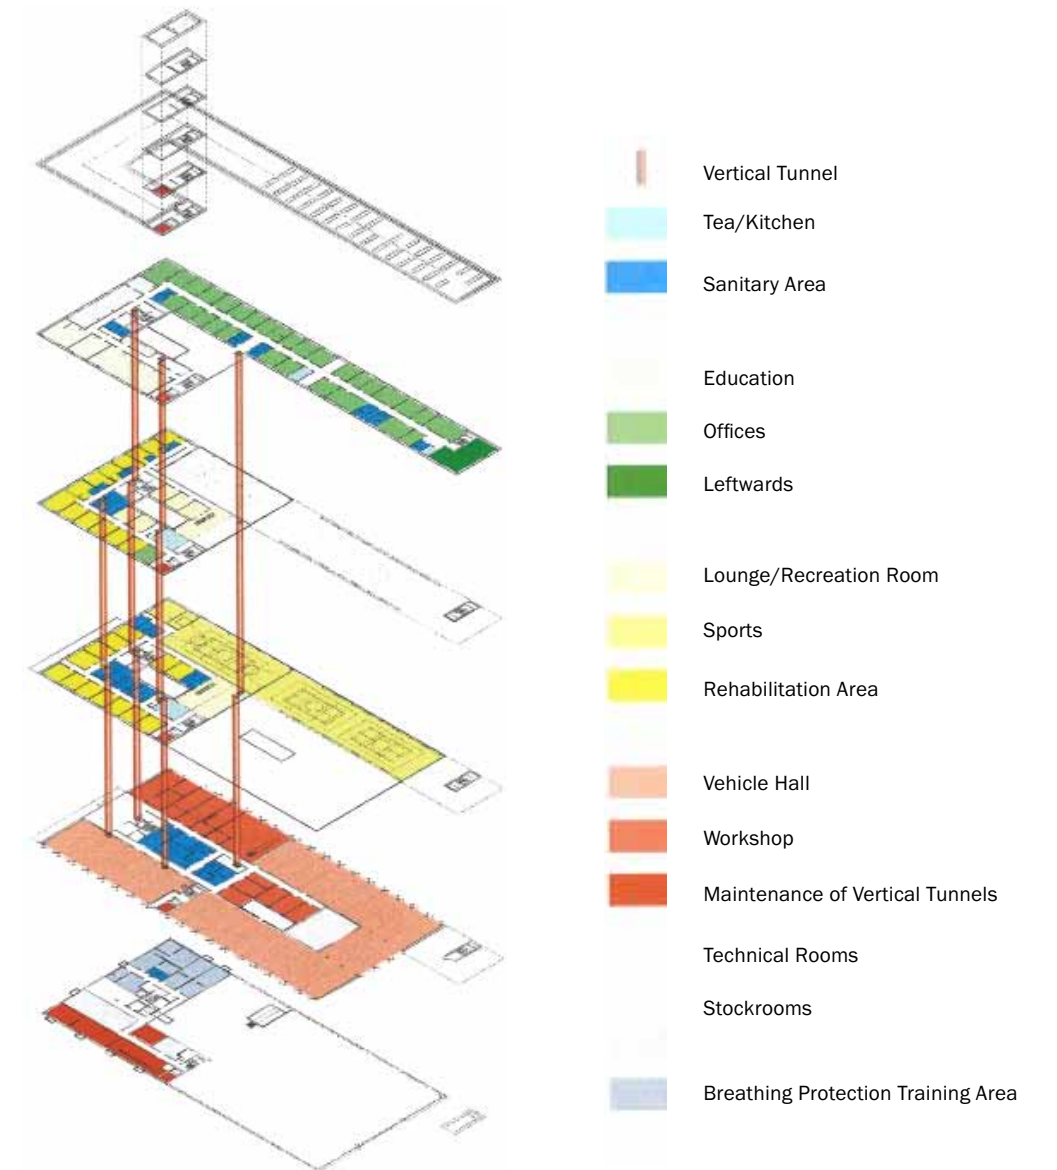 Vertical Tunnel
Tea/Kitchen
Sanitary Area
Education
Offices
Leftwards
Lounge/Recreation Room
Sports
Rehabilitation Area
Vehicle Hall
Workshop
Maintenance of Vertical Tunnels
Technical Rooms
Stockrooms
Breathing Protection Training Area